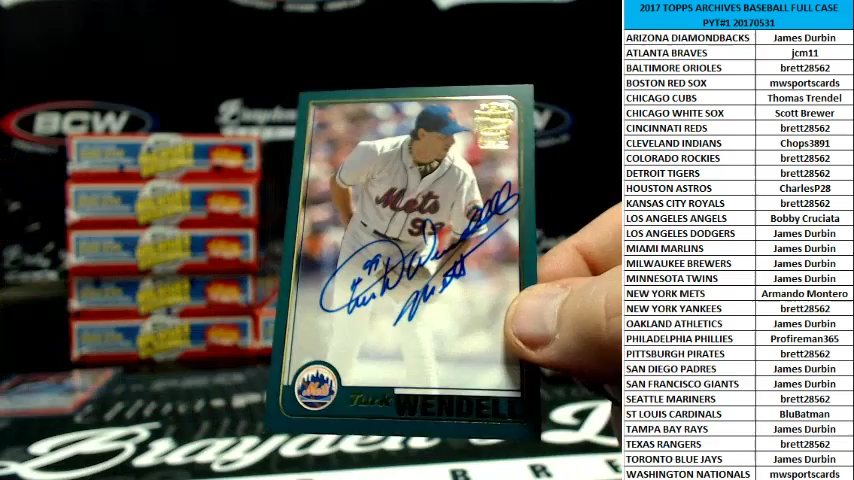 2017 TOPPS ARCHIVES BASEBALL FULL CASE
PYT#1 20170531
ARIZONA DIAMONDBACKS James Durbin
ATLANTA BRAVES jcm11
BALTIMORE ORIOLES brett28562
BOSTON RED SOX mwsportscards
CHICAGO CUBS Thomas Trendel
CHICAGO WHITE SOX Scott Brewer
CINCINNATI REDS brett28562
CLEVELAND INDIANS Chops3891
COLORADO ROCKIES brett28562
DETROIT TIGERS brett28562
HOUSTON ASTROS CharlesP28
KANSAS CITY ROYALS brett28562
LOS ANGELES ANGELS Bobby Cruciata
LOS ANGELES DODGERS James Durbin
MIAMI MARLINS James Durbin
MILWAUKEE BREWERS James Durbin
MINNESOTA TWINS James Durbin
NEW YORK METS Armando Montero
NEW YORK YANKEES brett28562
OAKLAND ATHLETICS James Durbin
PHILADELPHIA PHILLIES Profireman365
PITTSBURGH PIRATES brett28562
SAN DIEGO PADRES James Durbin
SAN FRANCISCO GIANTS James Durbin
SEATTLE MARINERS brett28562
ST LOUIS CARDINALS BluBatman
TAMPA BAY RAYS James Durbin
TEXAS RANGERS brett28562
TORONTO BLUE JAYS James Durbin
WASHINGTON NATIONALS mwsportscards
BCW
Mets
Turk Wendell
#99 Mets
Mets
Turk WENDELL